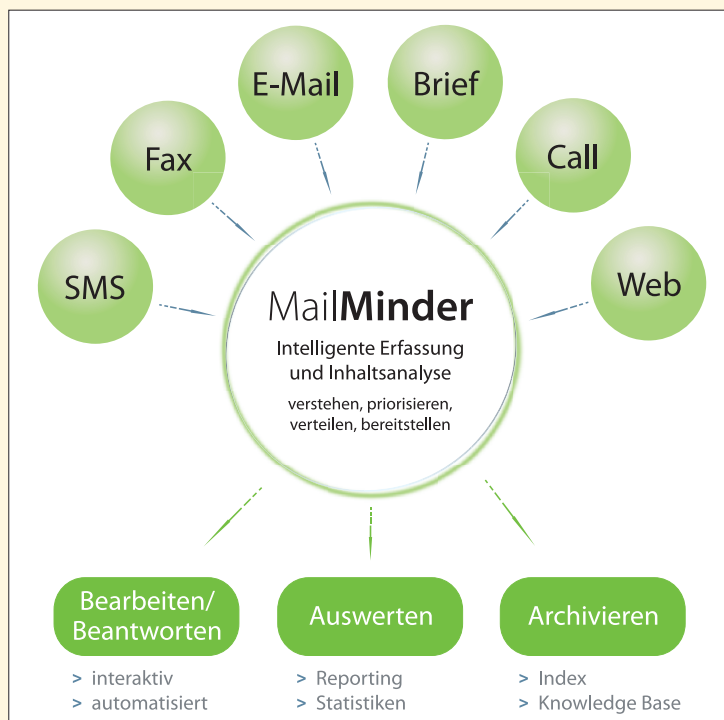 E-Mail
Brief
Fax
Call
SMS
Web
MailMinder
Intelligente Erfassung
und Inhaltsanalyse
verstehen, priorisieren,
verteilen, bereitstellen
Bearbeiten/
Beantworten
> interaktiv
> automatisiert
Auswerten
> Reporting
> Statistiken
Archivieren
> Index
> Knowledge Base